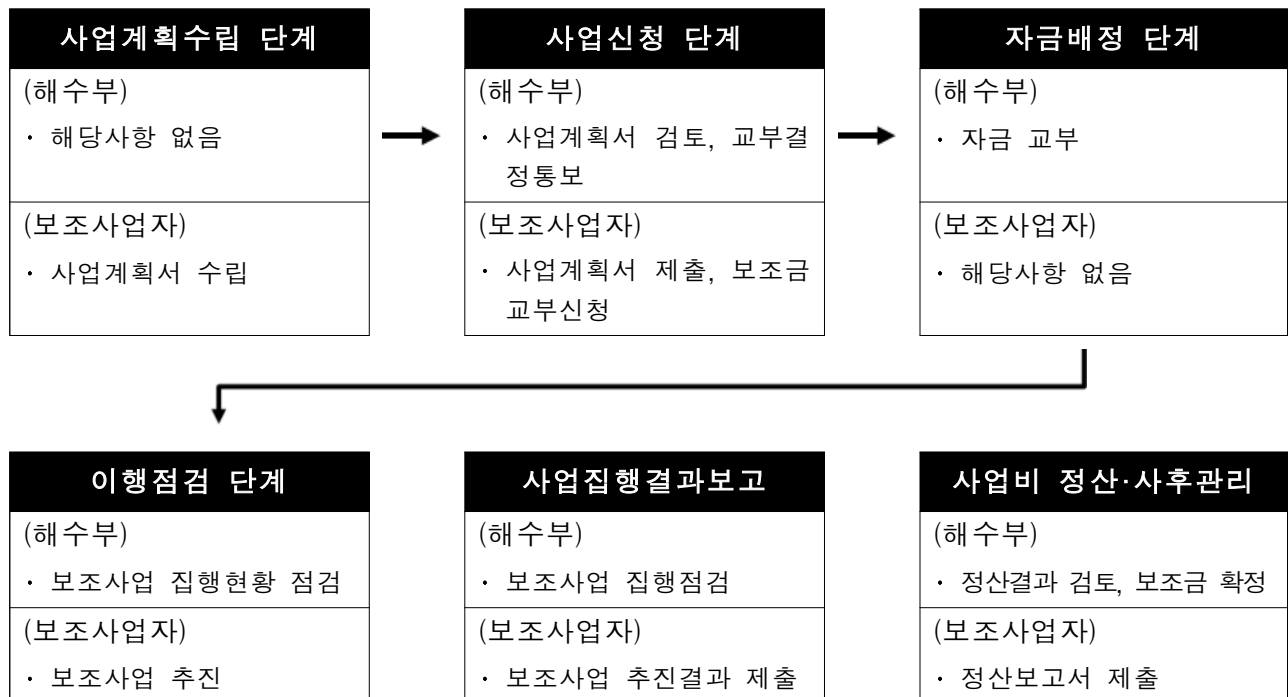 사업계획수립 단계
(해수부)
· 해당사항 없음
(보조사업자)
· 사업계획서 수립
사업신청 단계
(해수부)
· 사업계획서 검토, 교부결
정통보
(보조사업자)
· 사업계획서 제출, 보조금
교부신청
자금배정 단계
(해수부)
· 자금 교부
(보조사업자)
· 해당사항 없음
이행점검 단계
(해수부)
· 보조사업 집행현황 점검
(보조사업자)
· 보조사업 추진
사업집행결과보고
(해수부)
· 보조사업 집행점검
(보조사업자)
· 보조사업 추진결과 제출
사업비 정산·사후관리
(해수부)
· 정산결과 검토, 보조금 확정
(보조사업자)
· 정산보고서 제출